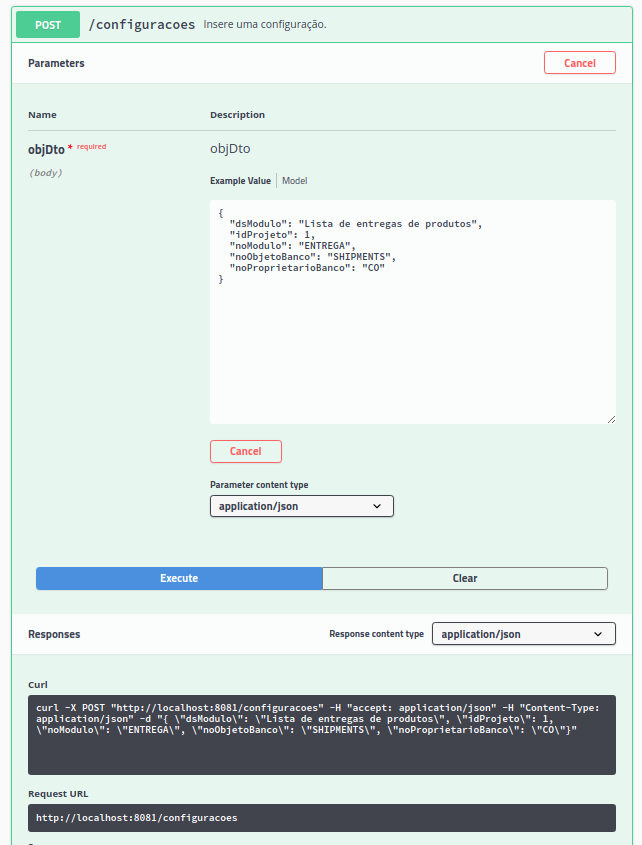 POST /configuracoes Insere uma configuração.
Parameters
Cancel
Name Description
objDto * required
(body)
objDto
Example Value | Model
{
  "dsModulo": "Lista de entregas de produtos",
  "idProjeto": 1,
  "noModulo": "ENTREGA",
  "noObjetoBanco": "SHIPMENTS",
  "noProprietarioBanco": "CO"
}
Cancel
Parameter content type
application/json
Execute Clear
Responses Response content type application/json
Curl
curl -X POST "http://localhost:8081/configuracoes" -H "accept: application/json" -H "Content-Type:
application/json" -d "{ \"dsModulo\": \"Lista de entregas de produtos\", \"idProjeto\": 1,
\"noModulo\": \"ENTREGA\", \"noObjetoBanco\": \"SHIPMENTS\", \"noProprietarioBanco\": \"CO\"}"
Request URL
http://localhost:8081/configuracoes